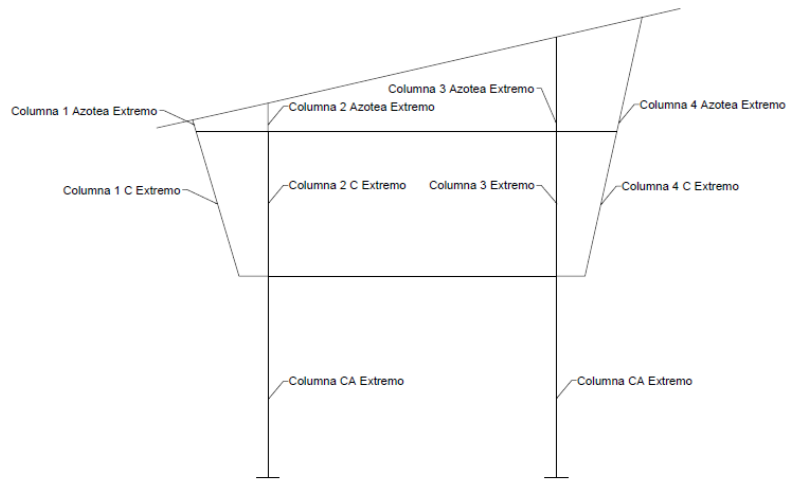 Columna 3 Azotea Extremo
Columna 1 Azotea Extremo
Columna 2 Azotea Extremo
Columna 4 Azotea Extremo
Columna 1 C Extremo
Columna 2 C Extremo
Columna 3 Extremo
Columna 4 C Extremo
Columna CA Extremo
Columna CA Extremo